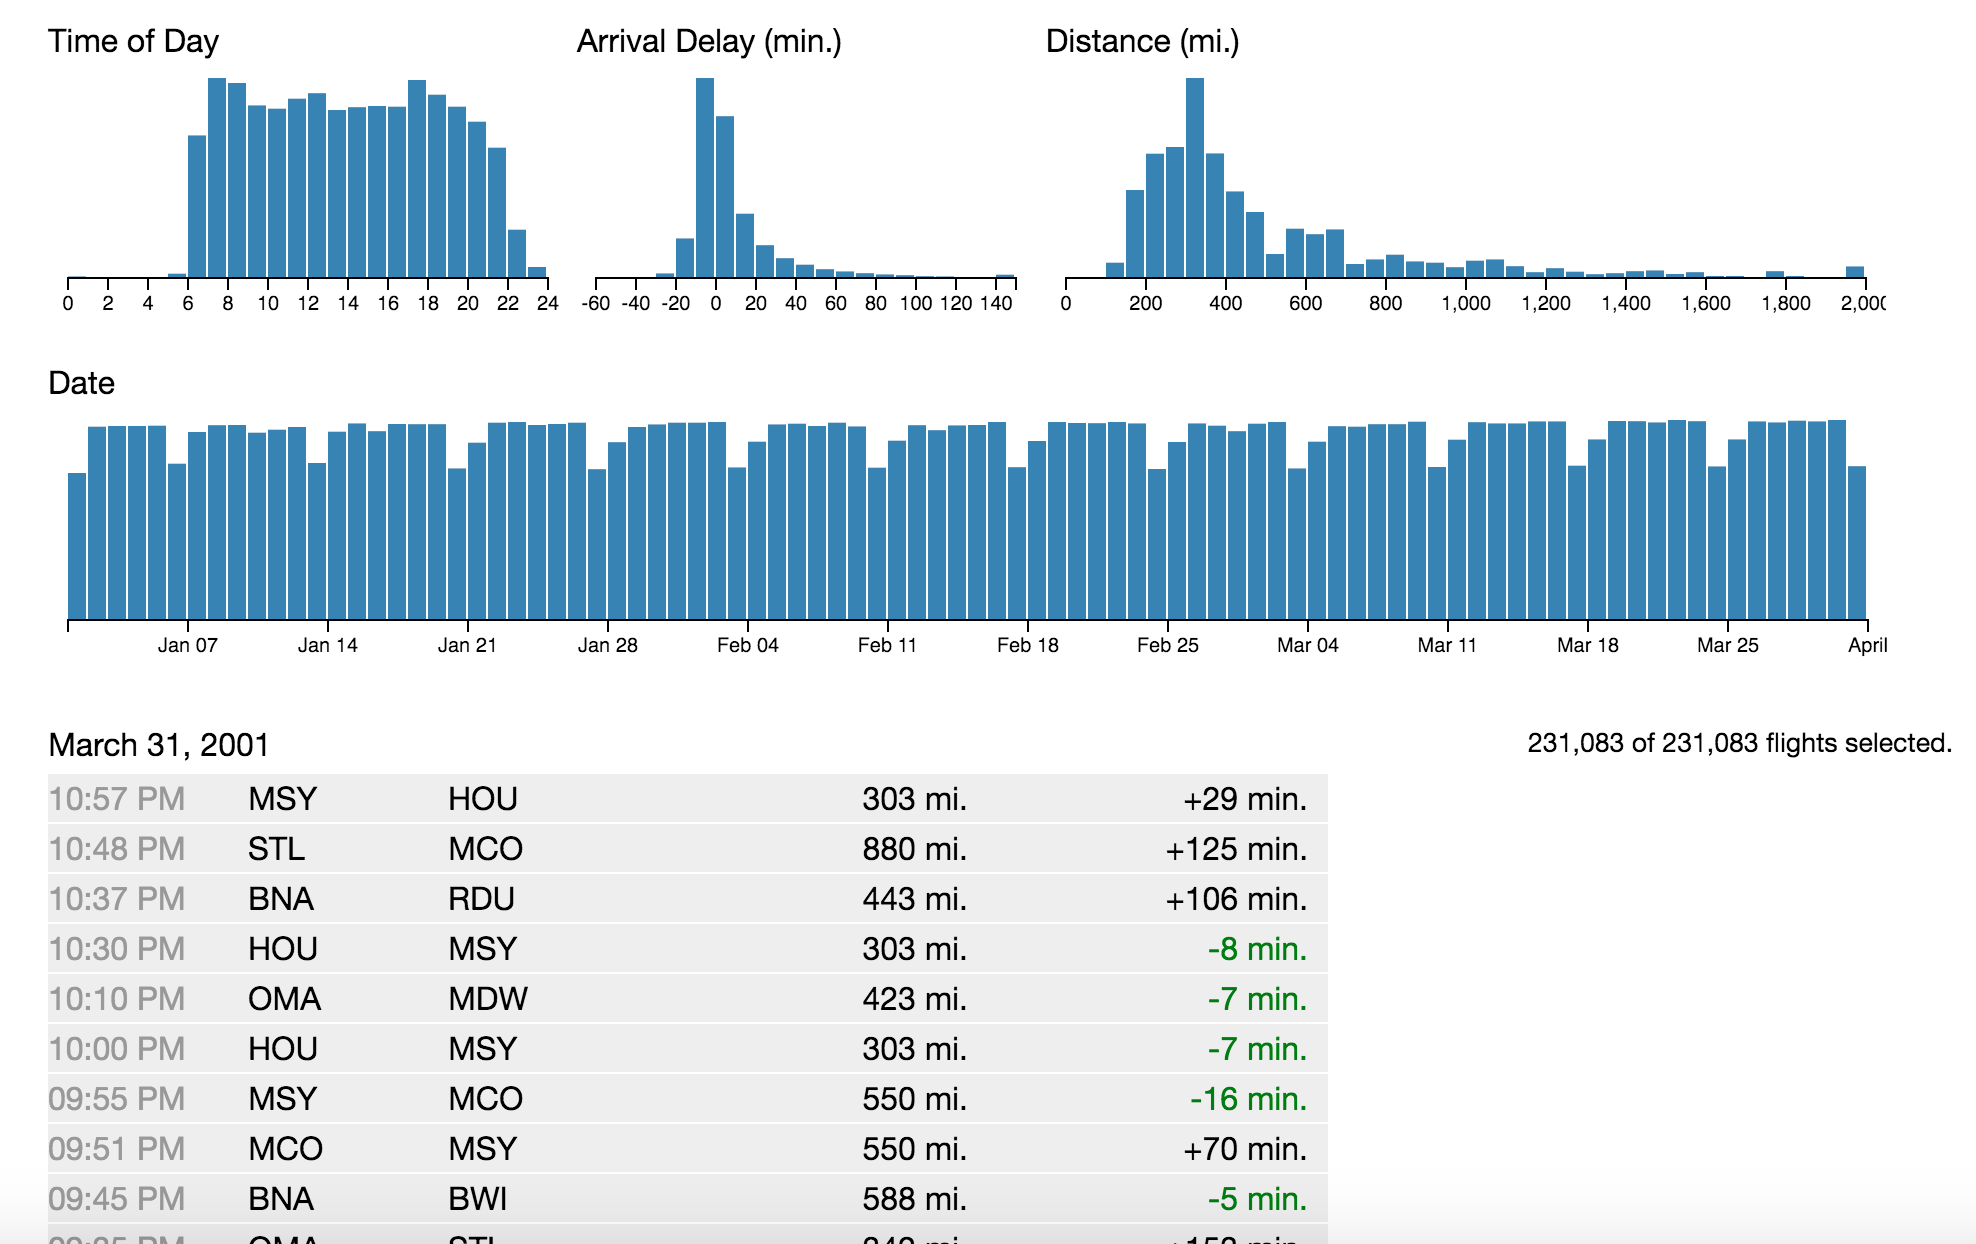 Time of Day Arrival Delay (min.) Distance (mi.)
0 2 4 6 8 10 12 14 16 18 20 22 24 -60 -40 -20 0 20 40 60 80 100 120 140 0 200 400 600 800 1,000 1,200 1,400 1,600 1,800 2,00
Date
Jan 07 Jan 14 Jan 21 Jan 28 Feb 04 Feb 11 Feb 18 Feb 25 Mar 04 Mar 11 Mar 18 Mar 25 April
March 31, 2001 231,083 of 231,083 flights selected.
10:57 PM MSY HOU 303 mi. +29 min.
10:48 PM STL MCO 880 mi. +125 min.
10:37 PM BNA RDU 443 mi. +106 min.
10:30 PM HOU MSY 303 mi. -8 min.
10:10 PM OMA MDW 423 mi. -7 min.
10:00 PM HOU MSY 303 mi. -7 min.
09:55 PM MSY MCO 550 mi. -16 min.
09:51 PM MCO MSY 550 mi. +70 min.
09:45 PM BNA BWI 588 mi. -5 min.